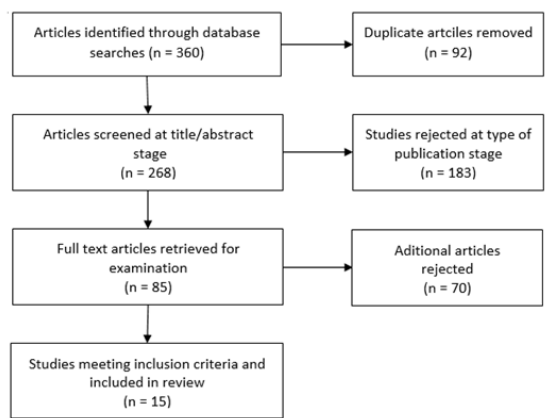 Articles identified through database
searches (n = 360)
Duplicate artciles removed
(n = 92)
Articles screened at title/abstract
stage
(n = 268)
Studies rejected at type of
publication stage
(n = 183)
Full text articles retrieved for
examination
(n = 85)
Aditional articles
rejected
(n = 70)
Studies meeting inclusion criteria and
included in review
(n = 15)